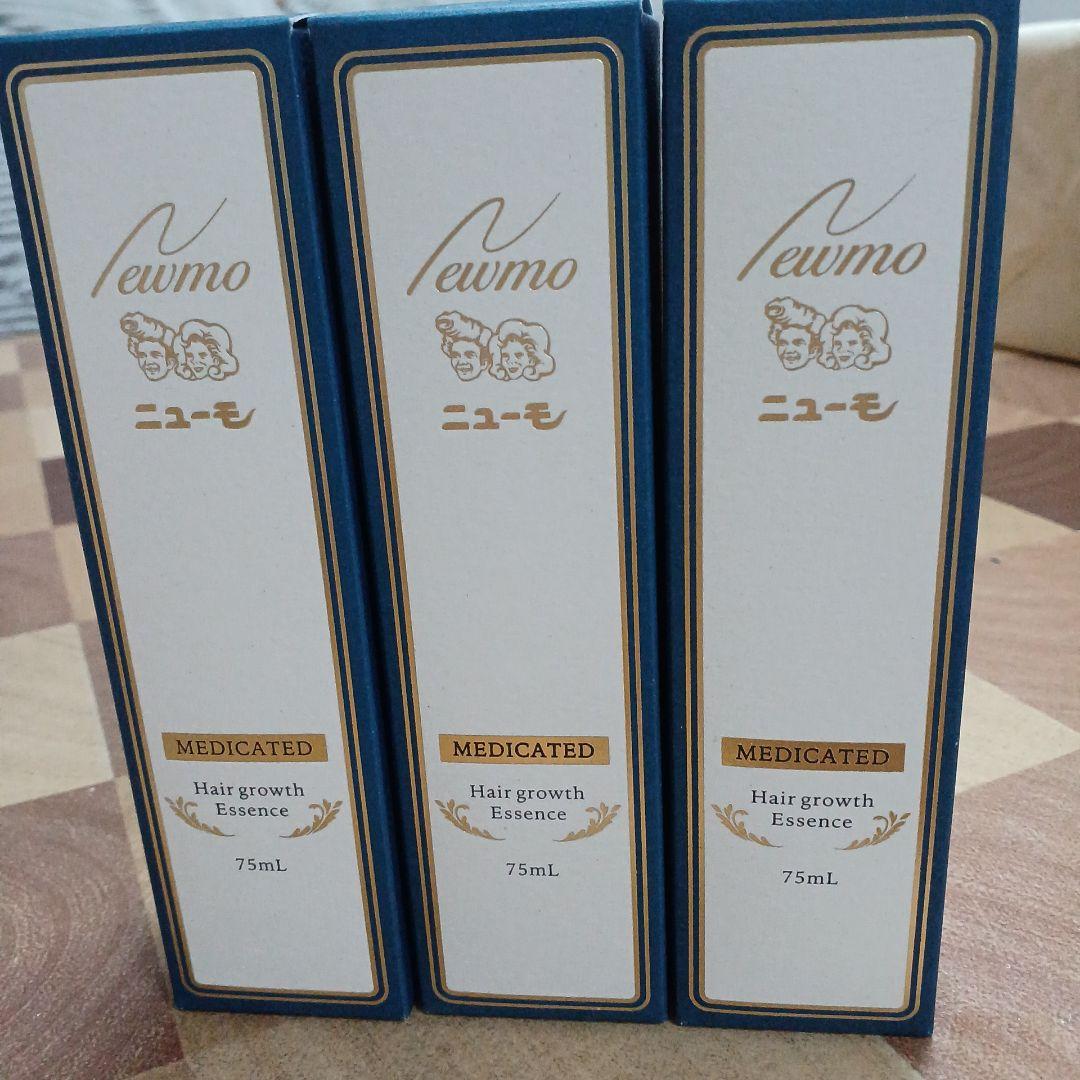 Newmo
ニューモ
MEDICATED
Hair growth
Essence
75mL
Newmo
ニューモ
MEDICATED
Hair growth
Essence
75mL
Newmo
ニューモ
MEDICATED
Hair growth
Essence
75mL